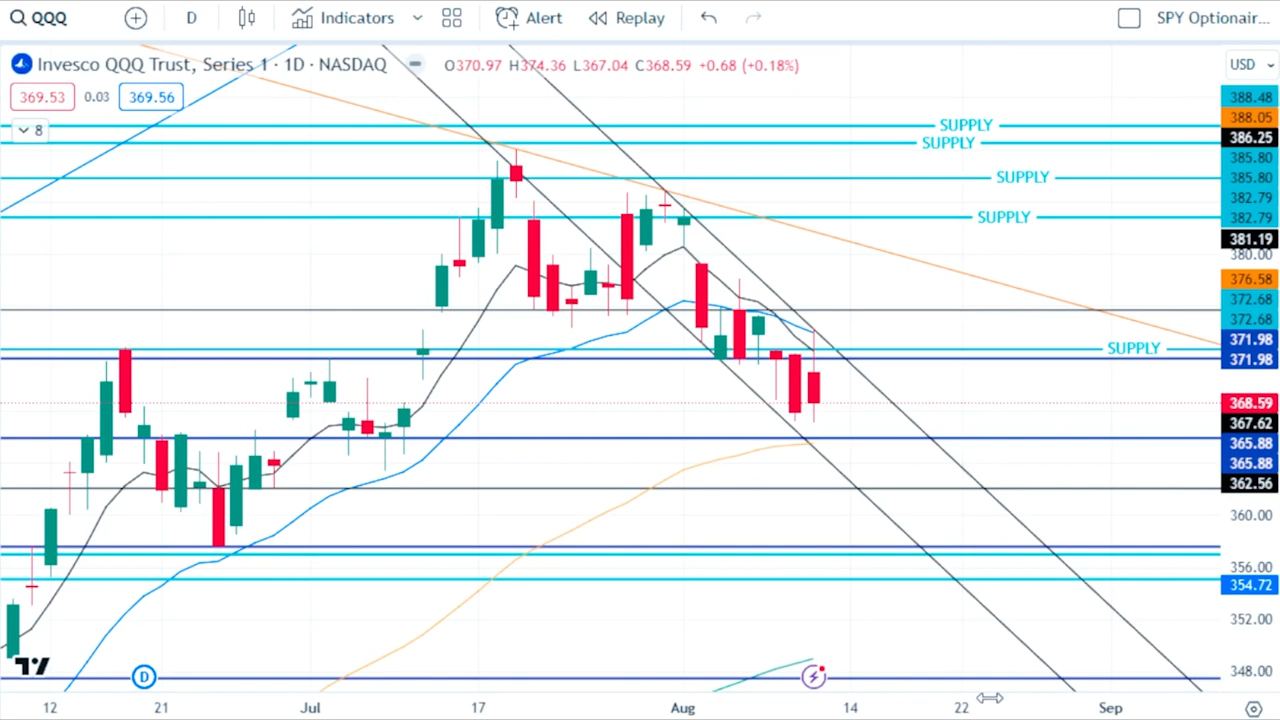 QQQ D Indicators Alert Replay SPY Optionair...
Invesco QQQ Trust, Series 1 · 1D · NASDAQ O370.97 H374.36 L367.04 C368.59 +0.68 (+0.18%) USD
369.53 0.03 369.56
8
SUPPLY
SUPPLY
SUPPLY
SUPPLY
SUPPLY
388.48
388.05
386.25
385.80
385.80
382.79
382.79
381.19
380.00
376.58
372.68
372.68
371.98
371.98
368.59
367.62
365.88
365.88
362.56
360.00
356.00
354.72
352.00
348.00
D
12 21 Jul 17 Aug 14 22 Sep